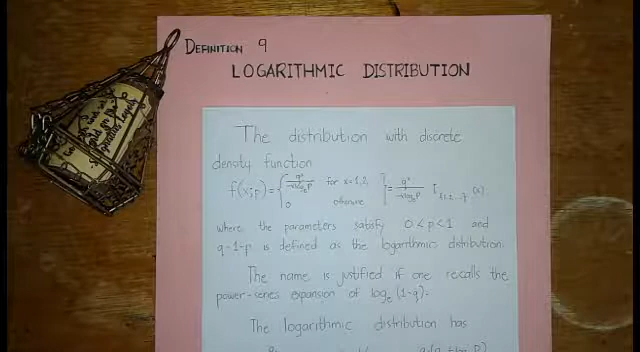 DEFINITION 9
LOGARITHMIC DISTRIBUTION
The distribution with discrete
density function
f(x;p) = { q^x / -x log_e p for x=1,2, } = q^x / -x log_e p I_{1,2,...} (x)
0 otherwise
where the parameters satisfy 0<p<1 and
q-1-p is defined as the logarithmic distribution.
The name is justified if one recalls the
power-series expansion of log_e (1-q).
The logarithmic distribution has